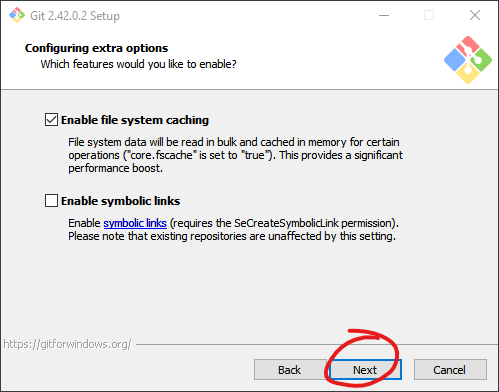 Git 2.42.0.2 Setup
Configuring extra options
Which features would you like to enable?
Enable file system caching
File system data will be read in bulk and cached in memory for certain
operations ("core.fscache" is set to "true"). This provides a significant
performance boost.
Enable symbolic links
Enable symbolic links (requires the SeCreateSymbolicLink permission).
Please note that existing repositories are unaffected by this setting.
https://gitforwindows.org/
Back
Next
Cancel